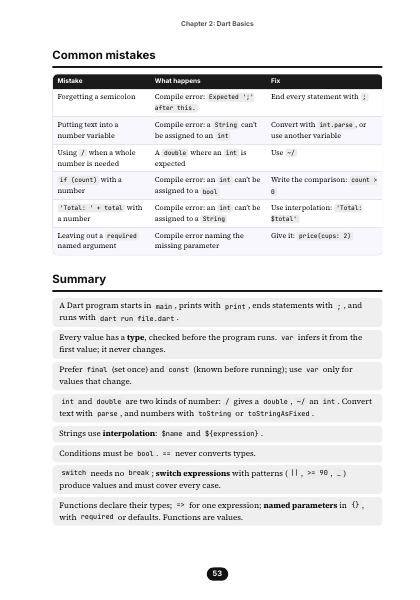 Chapter 2: Dart Basics
Common mistakes
Mistake What happens Fix
Forgetting a semicolon Compile error: Expected ';' End every statement with ;
after this.
Putting text into a Compile error: a String can't Convert with int.parse, or
number variable be assigned to an int use another variable
Using / when a whole A double where an int is Use ~/
number is needed expected
if (count) with a Compile error: an int can't be Write the comparison: count >
number assigned to a bool 0
'Total: ' + total with Compile error: an int can't be Use interpolation: 'Total:
a number assigned to a String $total'
Leaving out a required Compile error naming the Give it: price(cups: 2)
named argument missing parameter
Summary
A Dart program starts in main, prints with print, ends statements with ;, and
runs with dart run file.dart.
Every value has a type, checked before the program runs. var infers it from the
first value; it never changes.
Prefer final (set once) and const (known before running); use var only for
values that change.
int and double are two kinds of number: / gives a double, ~/ an int. Convert
text with parse, and numbers with toString or toStringAsFixed.
Strings use interpolation: $name and ${expression}.
Conditions must be bool. == never converts types.
switch needs no break; switch expressions with patterns (||, >= 90, _)
produce values and must cover every case.
Functions declare their types; => for one expression; named parameters in {},
with required or defaults. Functions are values.
53